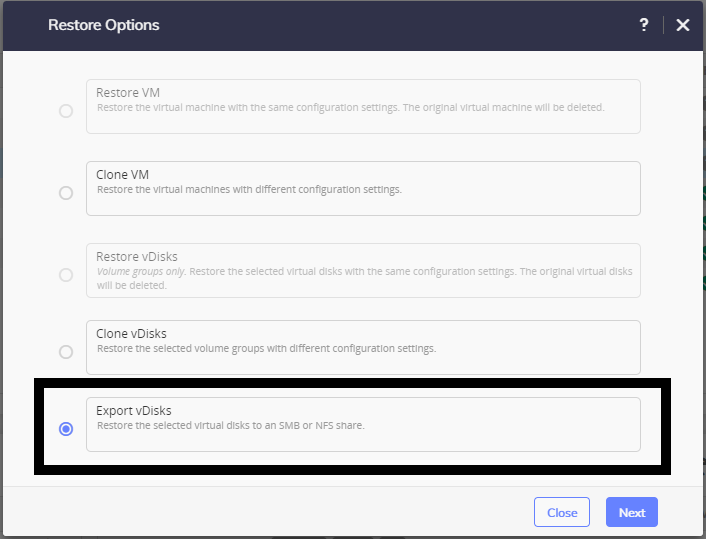 Restore Options
?
Restore VM
Restore the virtual machine with the same configuration settings. The original virtual machine will be deleted.
Clone VM
Restore the virtual machines with different configuration settings.
Restore vDisks
Volume groups only. Restore the selected virtual disks with the same configuration settings. The original virtual disks
will be deleted.
Clone vDisks
Restore the selected volume groups with different configuration settings.
Export vDisks
Restore the selected virtual disks to an SMB or NFS share.
Close
Next